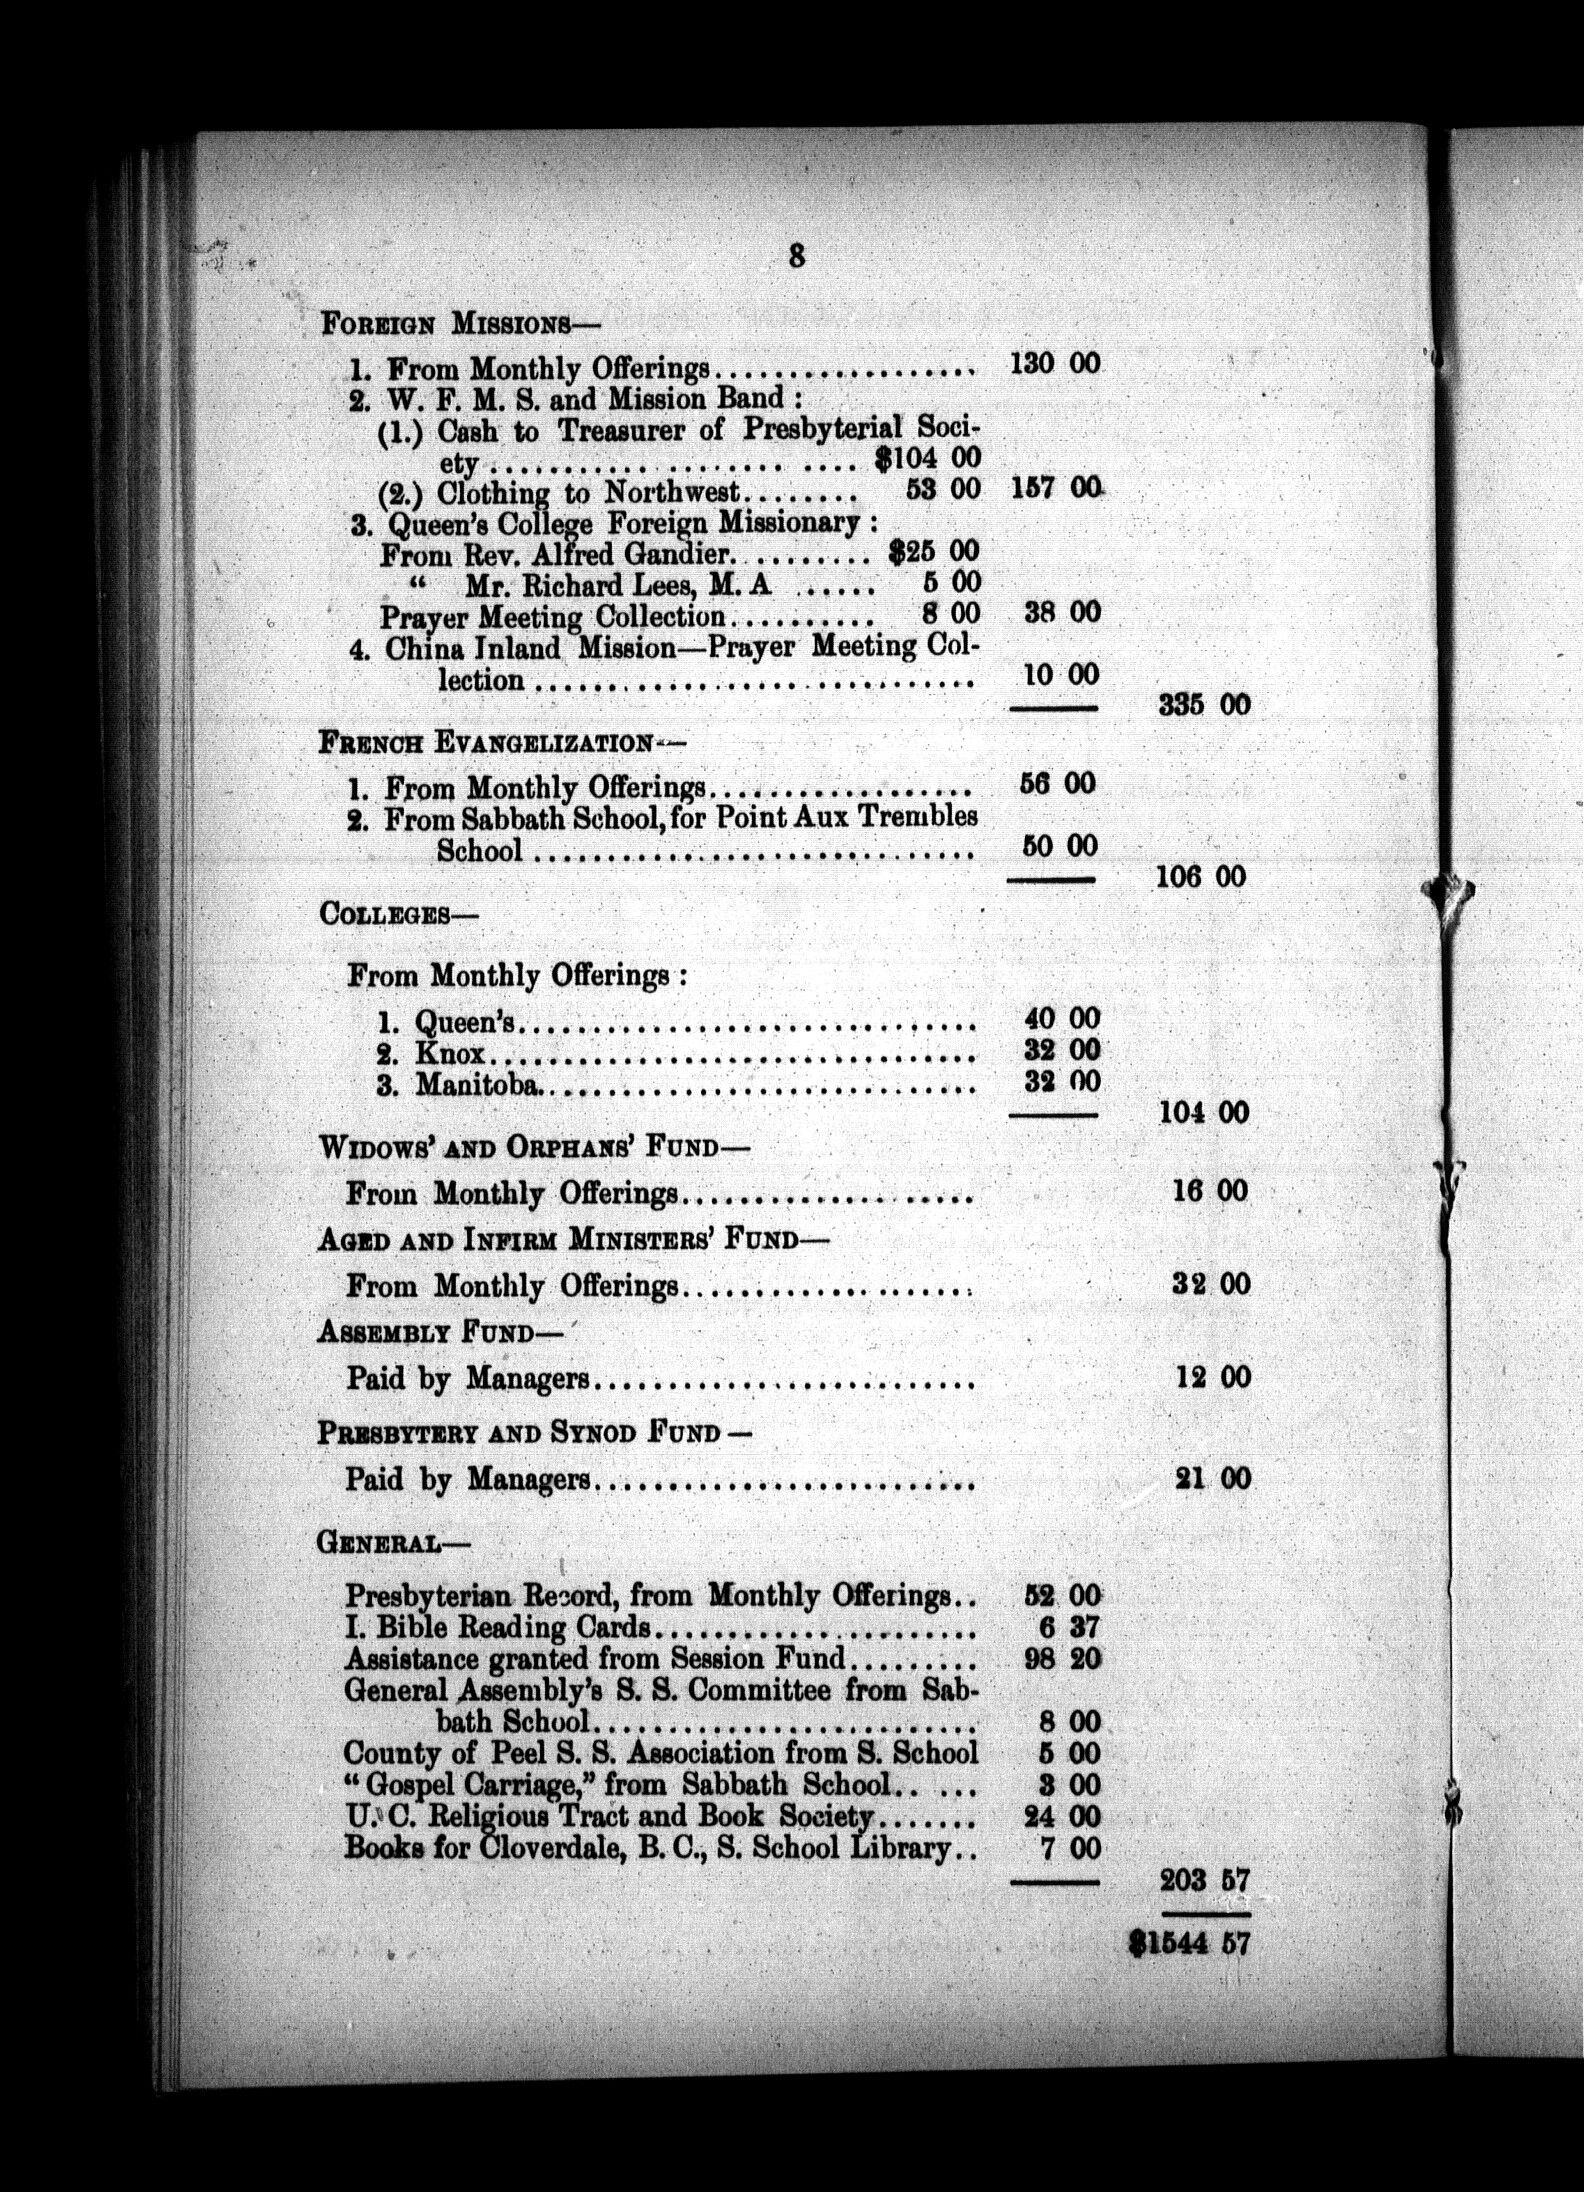 8
FOREIGN MISSIONS—
1. From Monthly Offerings.................. 130 00
2. W. F. M. S. and Mission Band :
(1.) Cash to Treasurer of Presbyterial Soci-
ety ........... ........ .... $104 00
(2.) Clothing to Northwest........ 53 00 157 00
3. Queen's College Foreign Missionary :
From Rev. Alfred Gandier.......... $25 00
“ Mr. Richard Lees, M. A ...... 5 00
Prayer Meeting Collection.......... 8 00 38 00
4. China Inland Mission—Prayer Meeting Col-
lection .............................. 10 00
335 00
FRENCH EVANGELIZATION—
1. From Monthly Offerings.................. 56 00
2. From Sabbath School, for Point Aux Trembles
School .............................. 50 00
106 00
COLLEGES—
From Monthly Offerings :
1. Queen's............................... 40 00
2. Knox................................. 32 00
3. Manitoba.............................. 32 00
104 00
WIDOWS' AND ORPHANS' FUND—
From Monthly Offerings.................... 16 00
AGED AND INFIRM MINISTERS' FUND—
From Monthly Offerings.................... 32 00
ASSEMBLY FUND—
Paid by Managers.......................... 12 00
PRESBYTERY AND SYNOD FUND —
Paid by Managers.......................... 21 00
GENERAL—
Presbyterian Record, from Monthly Offerings.. 52 00
I. Bible Reading Cards...................... 6 37
Assistance granted from Session Fund......... 98 20
General Assembly's S. S. Committee from Sab-
bath School.......................... 8 00
County of Peel S. S. Association from S. School 5 00
“ Gospel Carriage,” from Sabbath School.. ... 3 00
U. C. Religious Tract and Book Society....... 24 00
Books for Cloverdale, B. C., S. School Library.. 7 00
203 57
$1544 57